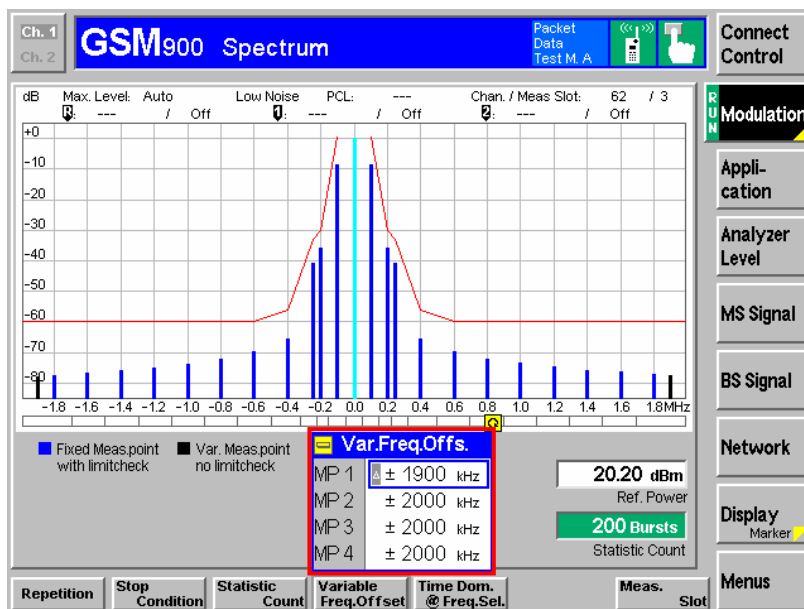 Ch. 1
Ch. 2
GSM900 Spectrum
Packet
Data
Test M. A
Connect
Control
dB Max. Level: Auto Low Noise PCL: --- Chan. / Meas Slot: 62 / 3
R: --- / Off 1: --- / Off 2: --- / Off
RUN
Modulation
+0
-10
-20
-30
-40
-50
-60
-70
-80
-1.8 -1.6 -1.4 -1.2 -1.0 -0.8 -0.6 -0.4 -0.2 0.0 0.2 0.4 0.6 0.8 1.0 1.2 1.4 1.6 1.8MHz
Appli-
cation
Analyzer
Level
MS Signal
BS Signal
Network
Display
Marker
Menus
Fixed Meas.point
with limitcheck
Var. Meas.point
no limitcheck
Var.Freq.Offs.
MP 1 ± 1900 kHz
MP 2 ± 2000 kHz
MP 3 ± 2000 kHz
MP 4 ± 2000 kHz
20.20 dBm
Ref. Power
200 Bursts
Statistic Count
Repetition
Stop
Condition
Statistic
Count
Variable
Freq.Offset
Time Dom.
@ Freq.Sel.
Meas.
Slot